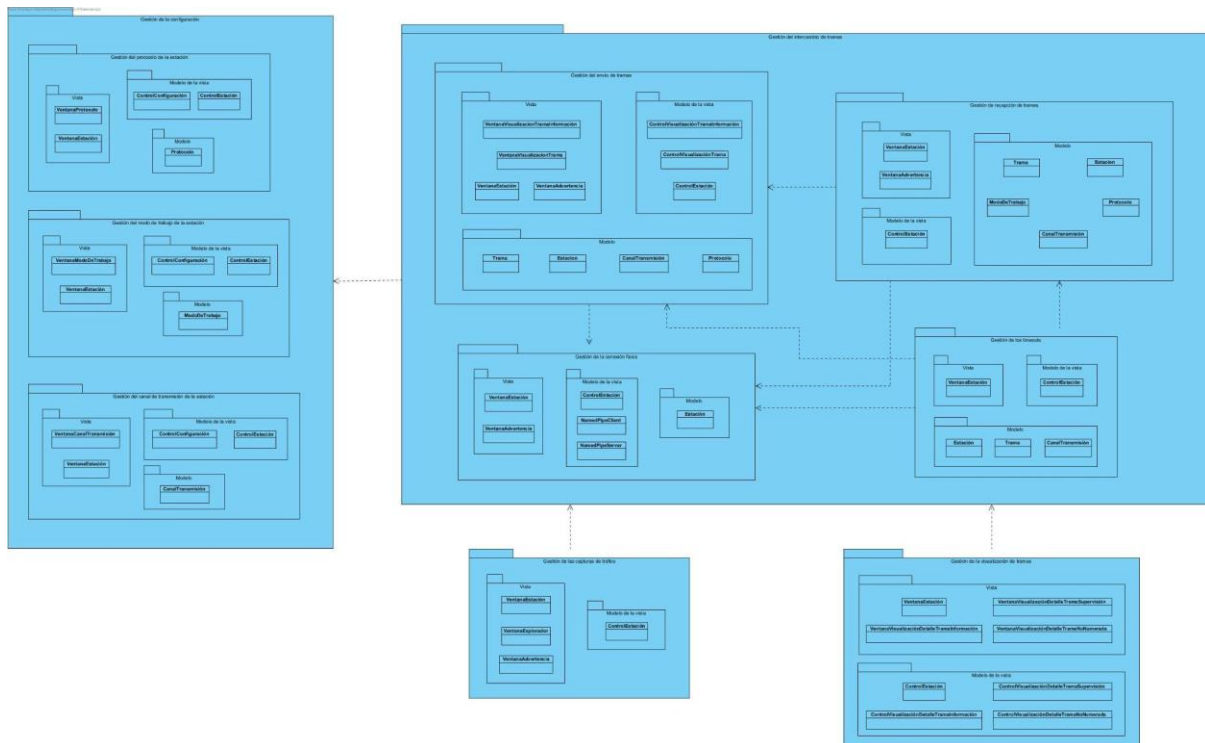 Gestión de la configuración
Gestión del protocolo de la estación
Vista
VentanaProtocolo
VentanaEstación
Modelo de la vista
ControlConfiguración
ControlEstación
Modelo
Protocolo
Gestión del modo de trabajo de la estación
Vista
VentanaModoDeTrabajo
VentanaEstación
Modelo de la vista
ControlConfiguración
ControlEstación
Modelo
ModoDeTrabajo
Gestión del canal de transmisión de la estación
Vista
VentanaCanalTransmisión
VentanaEstación
Modelo de la vista
ControlConfiguración
ControlEstación
Modelo
CanalTransmisión
Gestión del intercambio de tramas
Gestión del envío de tramas
Vista
VentanaVisualizacionTramaInformación
VentanaVisualizacionTrama
VentanaEstación
VentanaAdvertencia
Modelo de la vista
ControlVisualizaciónTramaInformación
ControlVisualizaciónTrama
ControlEstación
Modelo
Trama
Estacion
CanalTransmisión
Protocolo
Gestión de recepción de tramas
Vista
VentanaEstación
VentanaAdvertencia
Modelo de la vista
ControlEstación
Modelo
Trama
Estacion
ModoDeTrabajo
Protocolo
CanalTransmisión
Gestión de la conexión física
Vista
VentanaEstación
VentanaAdvertencia
Modelo de la vista
ControlEstación
NamedPipeClient
NamedPipeServer
Modelo
Estación
Gestión de los timeouts
Vista
VentanaEstación
Modelo de la vista
ControlEstación
Modelo
Estación
Trama
CanalTransmisión
Gestión de las capturas de tráfico
Vista
VentanaEstación
VentanaExplorador
VentanaAdvertencia
Modelo de la vista
ControlEstación
Gestión de la visualización de tramas
Vista
VentanaEstación
VentanaVisualizaciónDetalleTramaSupervisión
VentanaVisualizaciónDetalleTramaInformación
VentanaVisualizaciónDetalleTramaNoNumerada
Modelo de la vista
ControlEstación
ControlVisualizaciónDetalleTramaSupervisión
ControlVisualizaciónDetalleTramaInformación
ControlVisualizaciónDetalleTramaNoNumerada